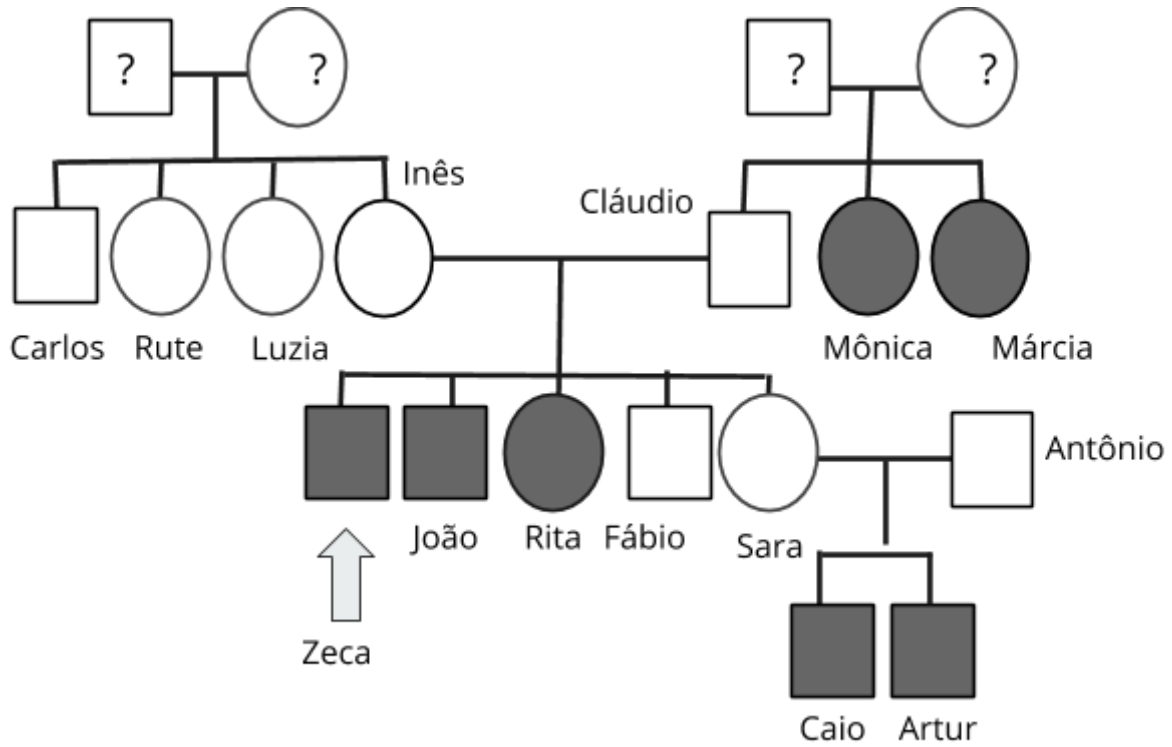 ? ? ? ?
Inês
Cláudio
Carlos Rute Luzia Mônica Márcia
Antônio
João Rita Fábio Sara
Zeca
Caio Artur